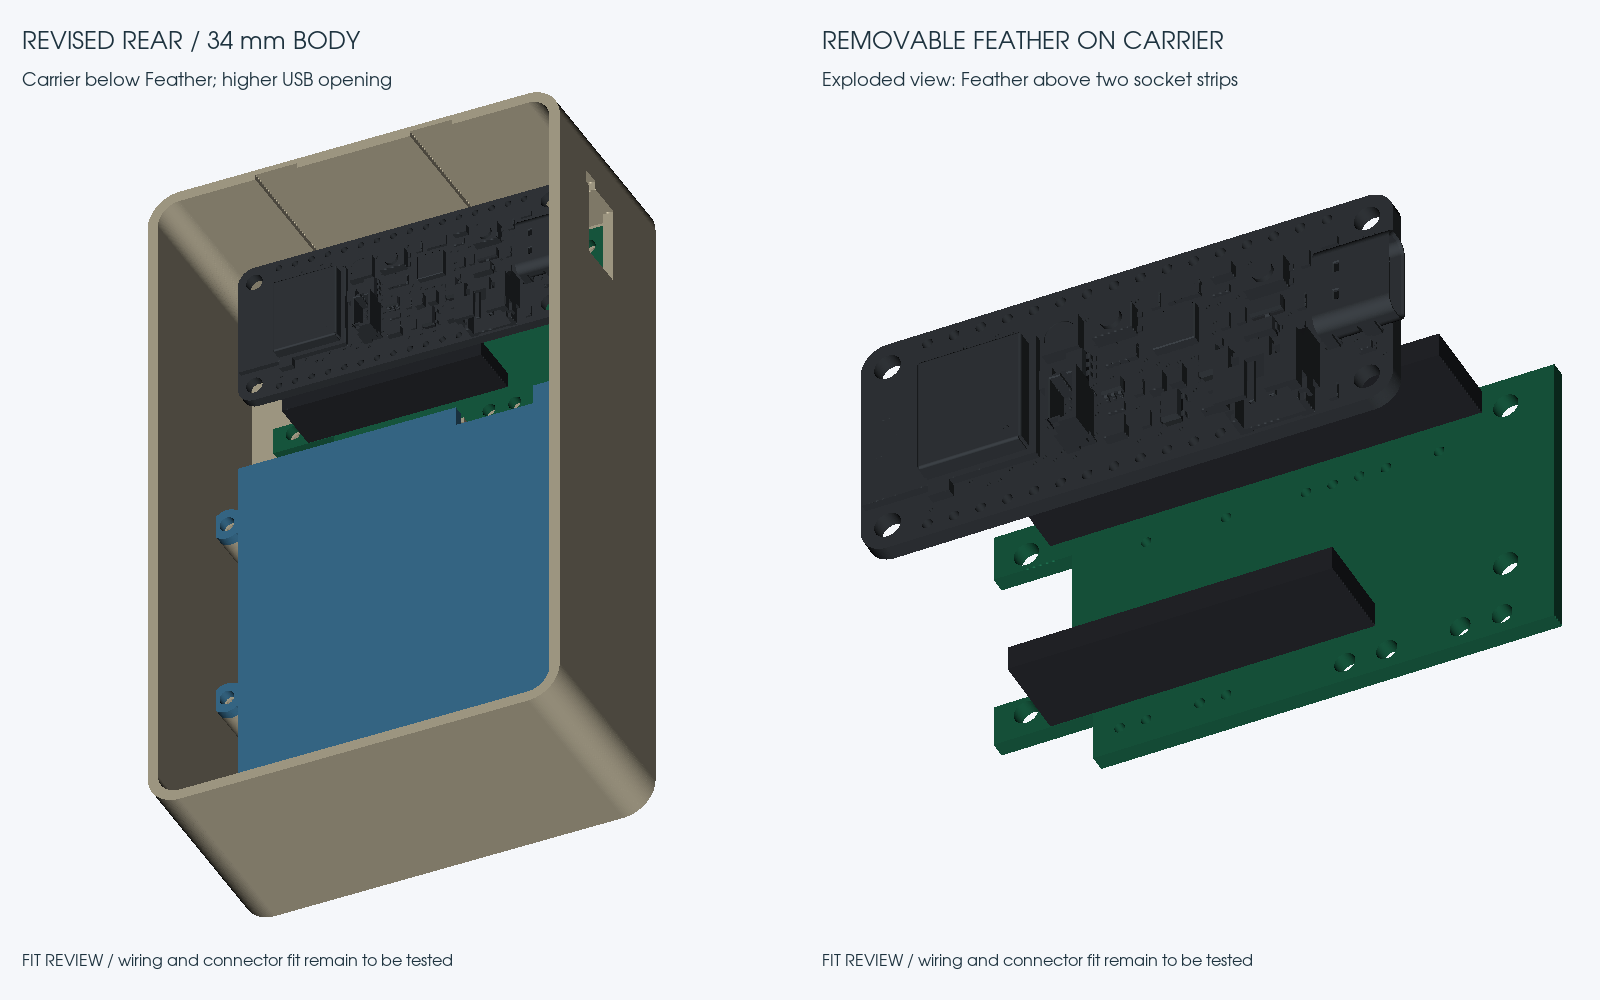 REVISED REAR / 34 mm BODY
Carrier below Feather; higher USB opening
REMOVABLE FEATHER ON CARRIER
Exploded view: Feather above two socket strips
FIT REVIEW / wiring and connector fit remain to be tested
FIT REVIEW / wiring and connector fit remain to be tested